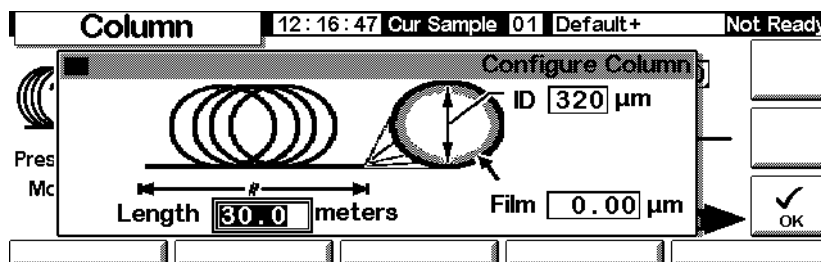 Column 12:16:47 Cur Sample 01 Default+ Not Ready
Configure Column
ID 320 µm
Pres
Mo
Length 30.0 meters
Film 0.00 µm
OK